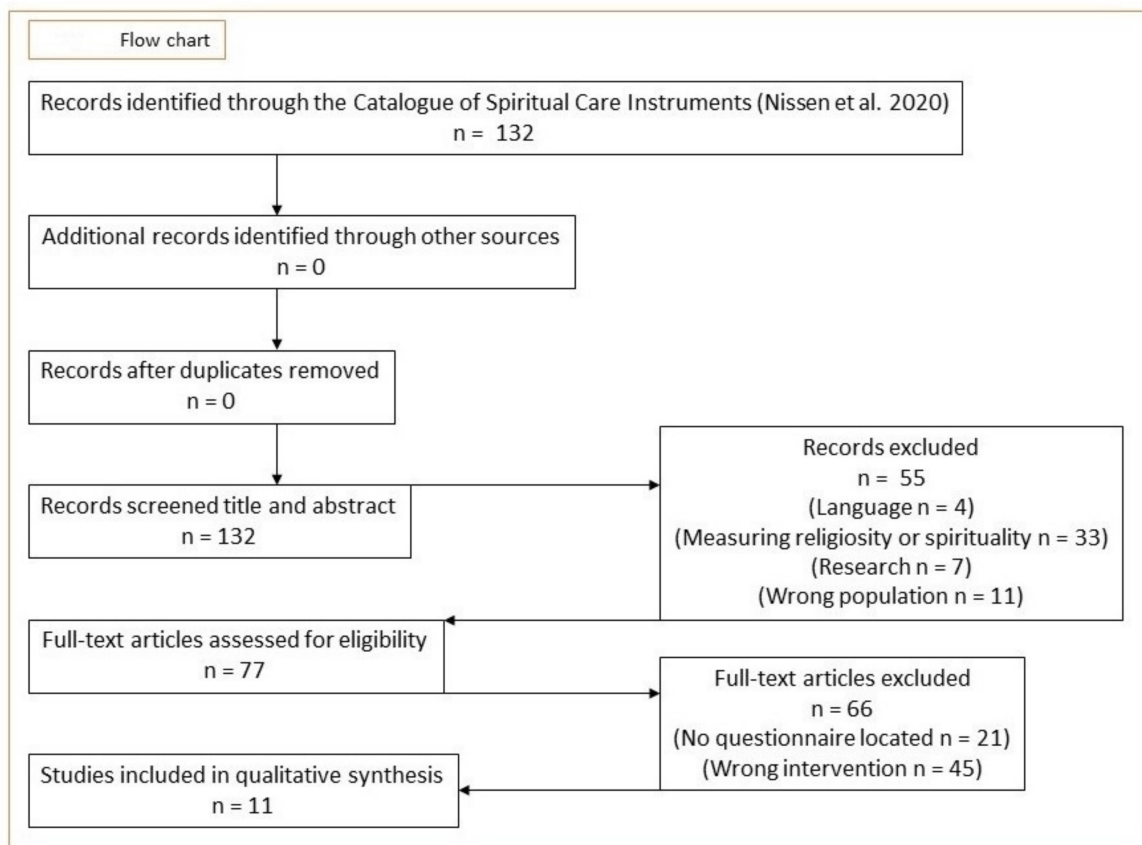 Flow chart
Records identified through the Catalogue of Spiritual Care Instruments (Nissen et al. 2020)
n = 132
Additional records identified through other sources
n = 0
Records after duplicates removed
n = 0
Records screened title and abstract
n = 132
Records excluded
n = 55
(Language n = 4)
(Measuring religiosity or spirituality n = 33)
(Research n = 7)
(Wrong population n = 11)
Full-text articles assessed for eligibility
n = 77
Full-text articles excluded
n = 66
(No questionnaire located n = 21)
(Wrong intervention n = 45)
Studies included in qualitative synthesis
n = 11